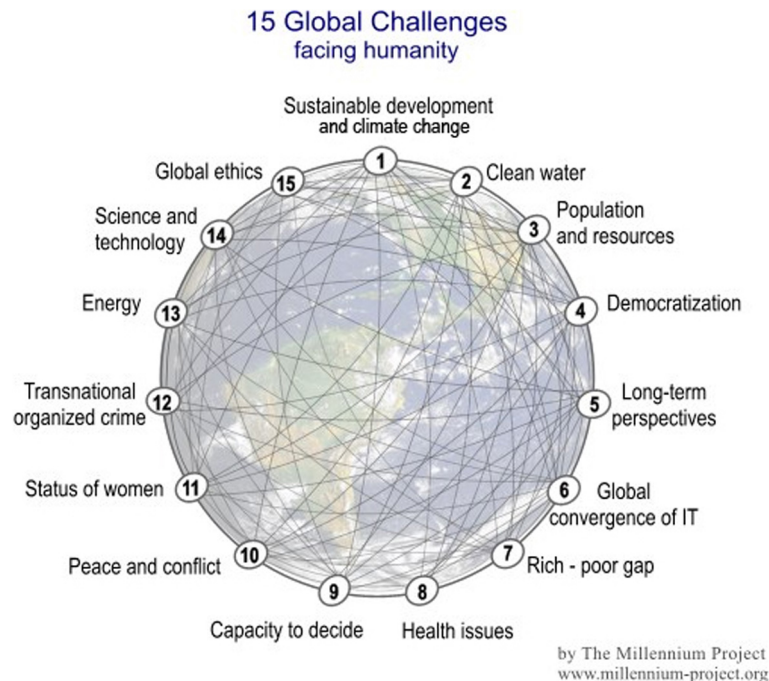 15 Global Challenges
facing humanity
Sustainable development
and climate change
1
2
Clean water
3
Population
and resources
4
Democratization
5
Long-term
perspectives
6
Global
convergence of IT
7
Rich - poor gap
8
Health issues
9
Capacity to decide
10
Peace and conflict
11
Status of women
12
Transnational
organized crime
13
Energy
14
Science and
technology
15
Global ethics
by The Millennium Project
www.millennium-project.org